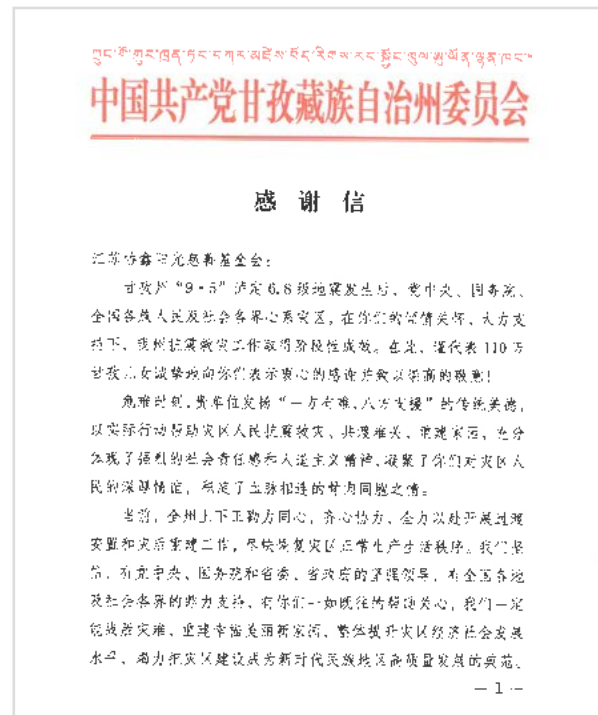 中国共产党甘孜藏族自治州委员会
感谢信
江苏协鑫阳光慈善基金会:
甘孜州“9·5”泸定6.8级地震发生后,党中央、国务院、
全国各族人民及社会各界心系灾区,在你们的深情关怀、大力支
持下,我州抗震救灾工作取得阶段性成效。在此,谨代表110万
甘孜儿女诚挚地向你们表示衷心的感谢并致以崇高的敬意!
危难时刻,贵单位发扬“一方有难、八方支援”的传统美德,
以实际行动帮助灾区人民抗震救灾、共渡难关、重建家园,充分
体现了强烈的社会责任感和人道主义精神,凝聚了你们对灾区人
民的深厚情谊,传递了血脉相连的骨肉同胞之情。
当前,全州上下正勠力同心,齐心协力、全力以赴开展过渡
安置和灾后重建工作,尽快恢复灾区正常生产生活秩序。我们坚
信,有党中央、国务院和省委、省政府的坚强领导,有全国各地
及社会各界的鼎力支持,有你们一如既往的帮助关心,我们一定
能战胜灾难、重建幸福美丽新家园,整体提升灾区经济社会发展
水平,竭力把灾区建设成为新时代民族地区高质量发展的典范。
— 1 —